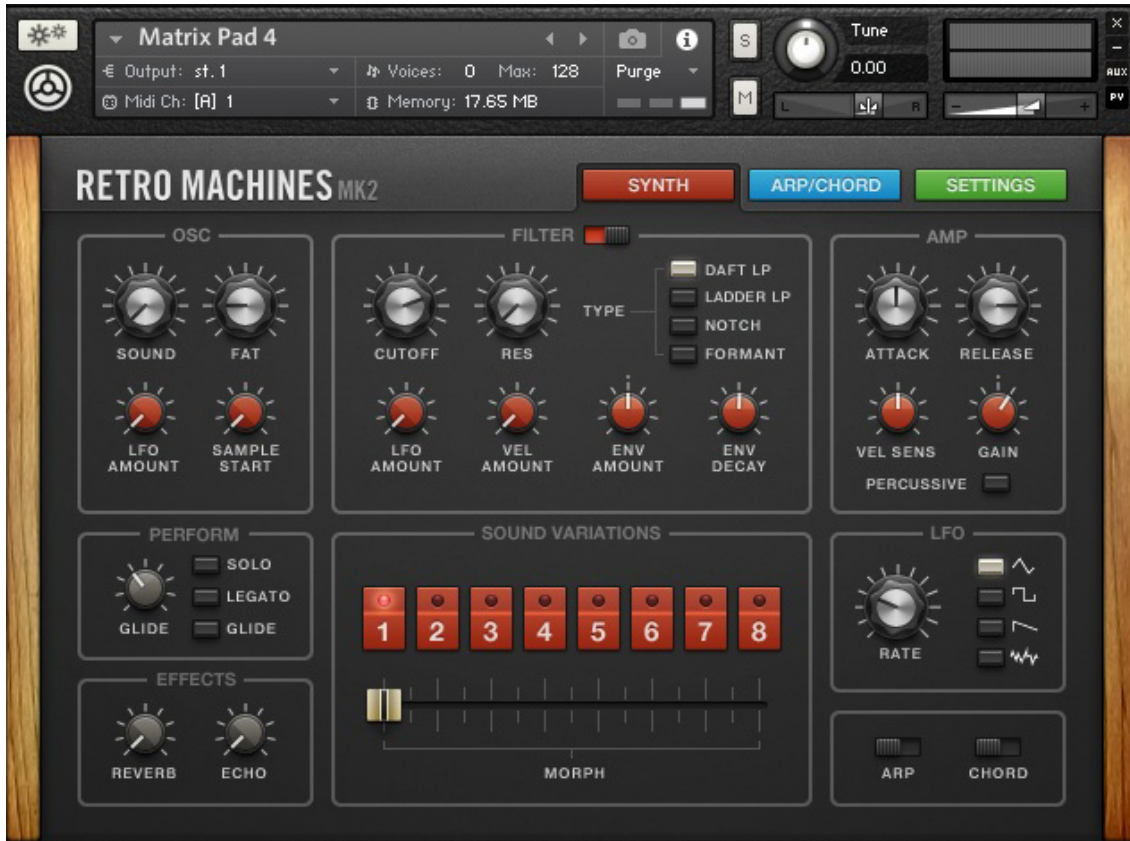 Matrix Pad 4
Output: st. 1
Voices: 0 Max: 128
Purge
Midi Ch: [A] 1
Memory: 17.65 MB
S
M
Tune
0.00
L
R
-
+
X
-
AUX
PV
RETRO MACHINES MK2
SYNTH
ARP/CHORD
SETTINGS
OSC
SOUND
FAT
LFO AMOUNT
SAMPLE START
FILTER
CUTOFF
RES
TYPE
DAFT LP
LADDER LP
NOTCH
FORMANT
LFO AMOUNT
VEL AMOUNT
ENV AMOUNT
ENV DECAY
AMP
ATTACK
RELEASE
VEL SENS
GAIN
PERCUSSIVE
PERFORM
GLIDE
SOLO
LEGATO
GLIDE
SOUND VARIATIONS
1 2 3 4 5 6 7 8
MORPH
LFO
RATE
EFFECTS
REVERB
ECHO
ARP
CHORD